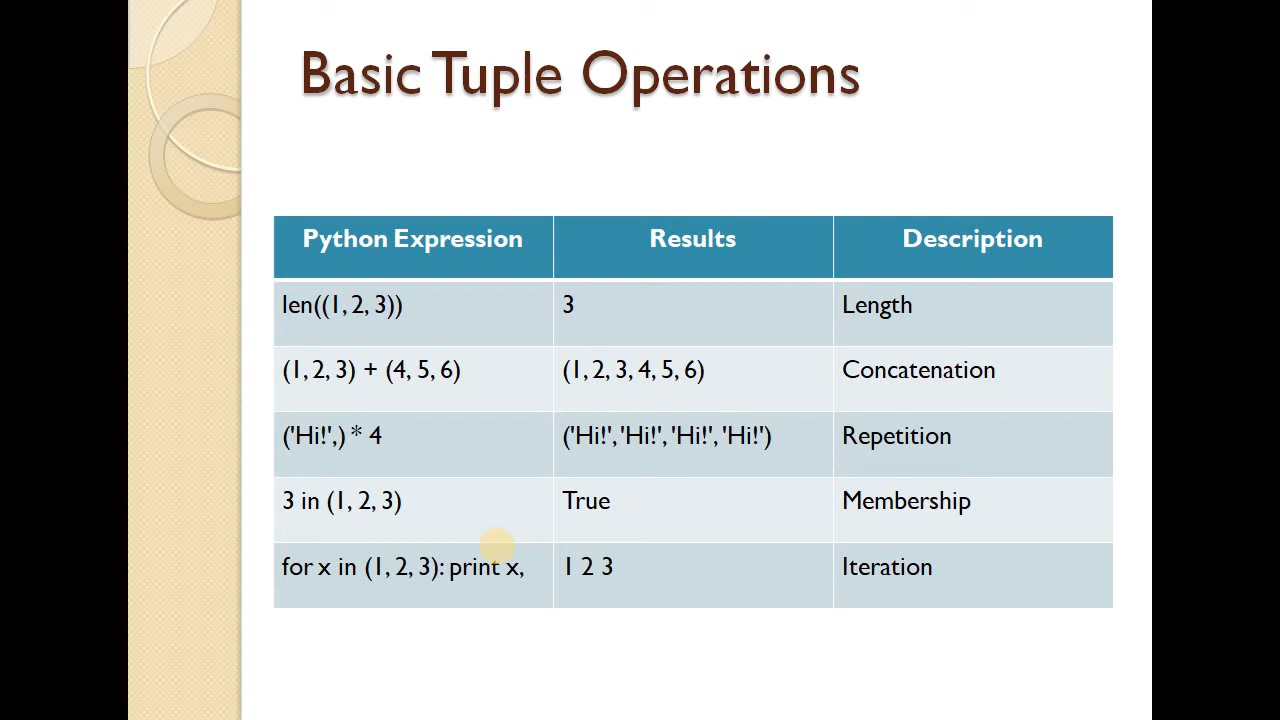 Basic Tuple Operations
Python Expression Results Description
len((1, 2, 3)) 3 Length
(1, 2, 3) + (4, 5, 6) (1, 2, 3, 4, 5, 6) Concatenation
('Hi!',) * 4 ('Hi!', 'Hi!', 'Hi!', 'Hi!') Repetition
3 in (1, 2, 3) True Membership
for x in (1, 2, 3): print x, 1 2 3 Iteration